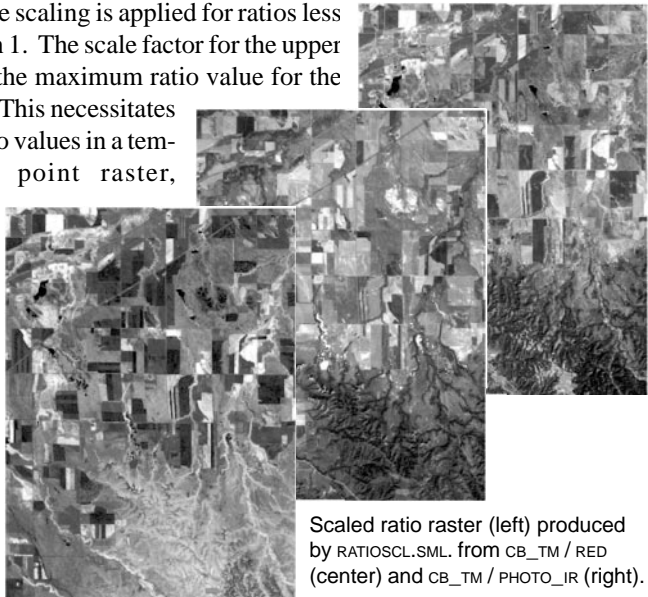 e scaling is applied for ratios less
n 1. The scale factor for the upper
the maximum ratio value for the
This necessitates
o values in a tem-
point raster,
Scaled ratio raster (left) produced
by RATIOSCL.SML. from CB_TM / RED
(center) and CB_TM / PHOTO_IR (right).